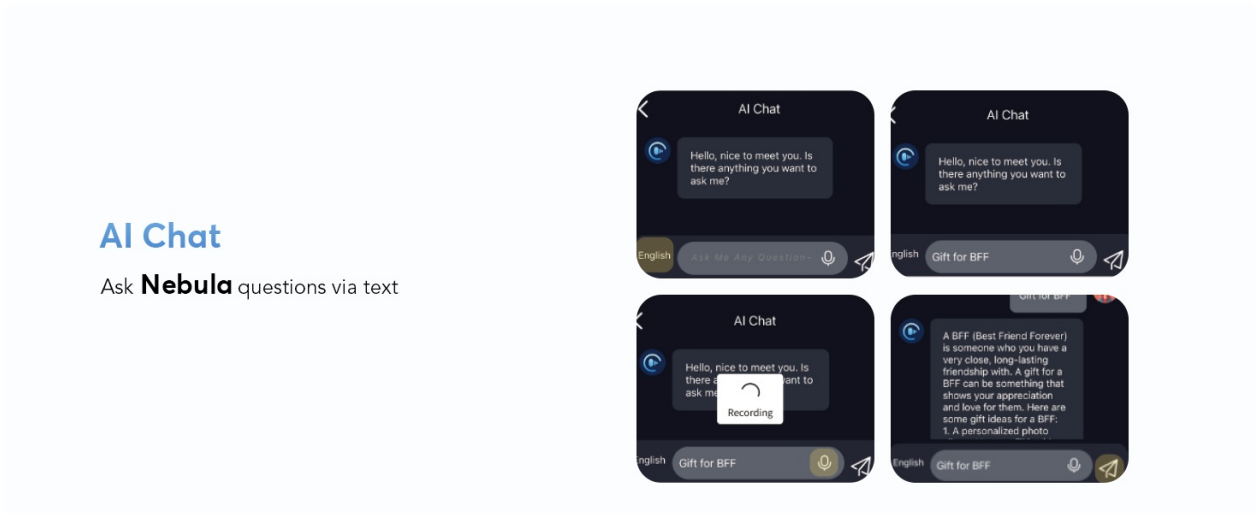 AI Chat
Ask Nebula questions via text
AI Chat
Hello, nice to meet you. Is
there anything you want to
ask me?
English
Ask Me Any Question~
AI Chat
Hello, nice to meet you. Is
there anything you want to
ask me?
nglish
Gift for BFF
AI Chat
Hello, nice to meet you. Is
there a
ant to
ask me
Recording
English
Gift for BFF
Gift for BFF
A BFF (Best Friend Forever)
is someone who you have a
very close, long-lasting
friendship with. A gift for a
BFF can be something that
shows your appreciation
and love for them. Here are
some gift ideas for a BFF:
1. A personalized photo
English
Gift for BFF